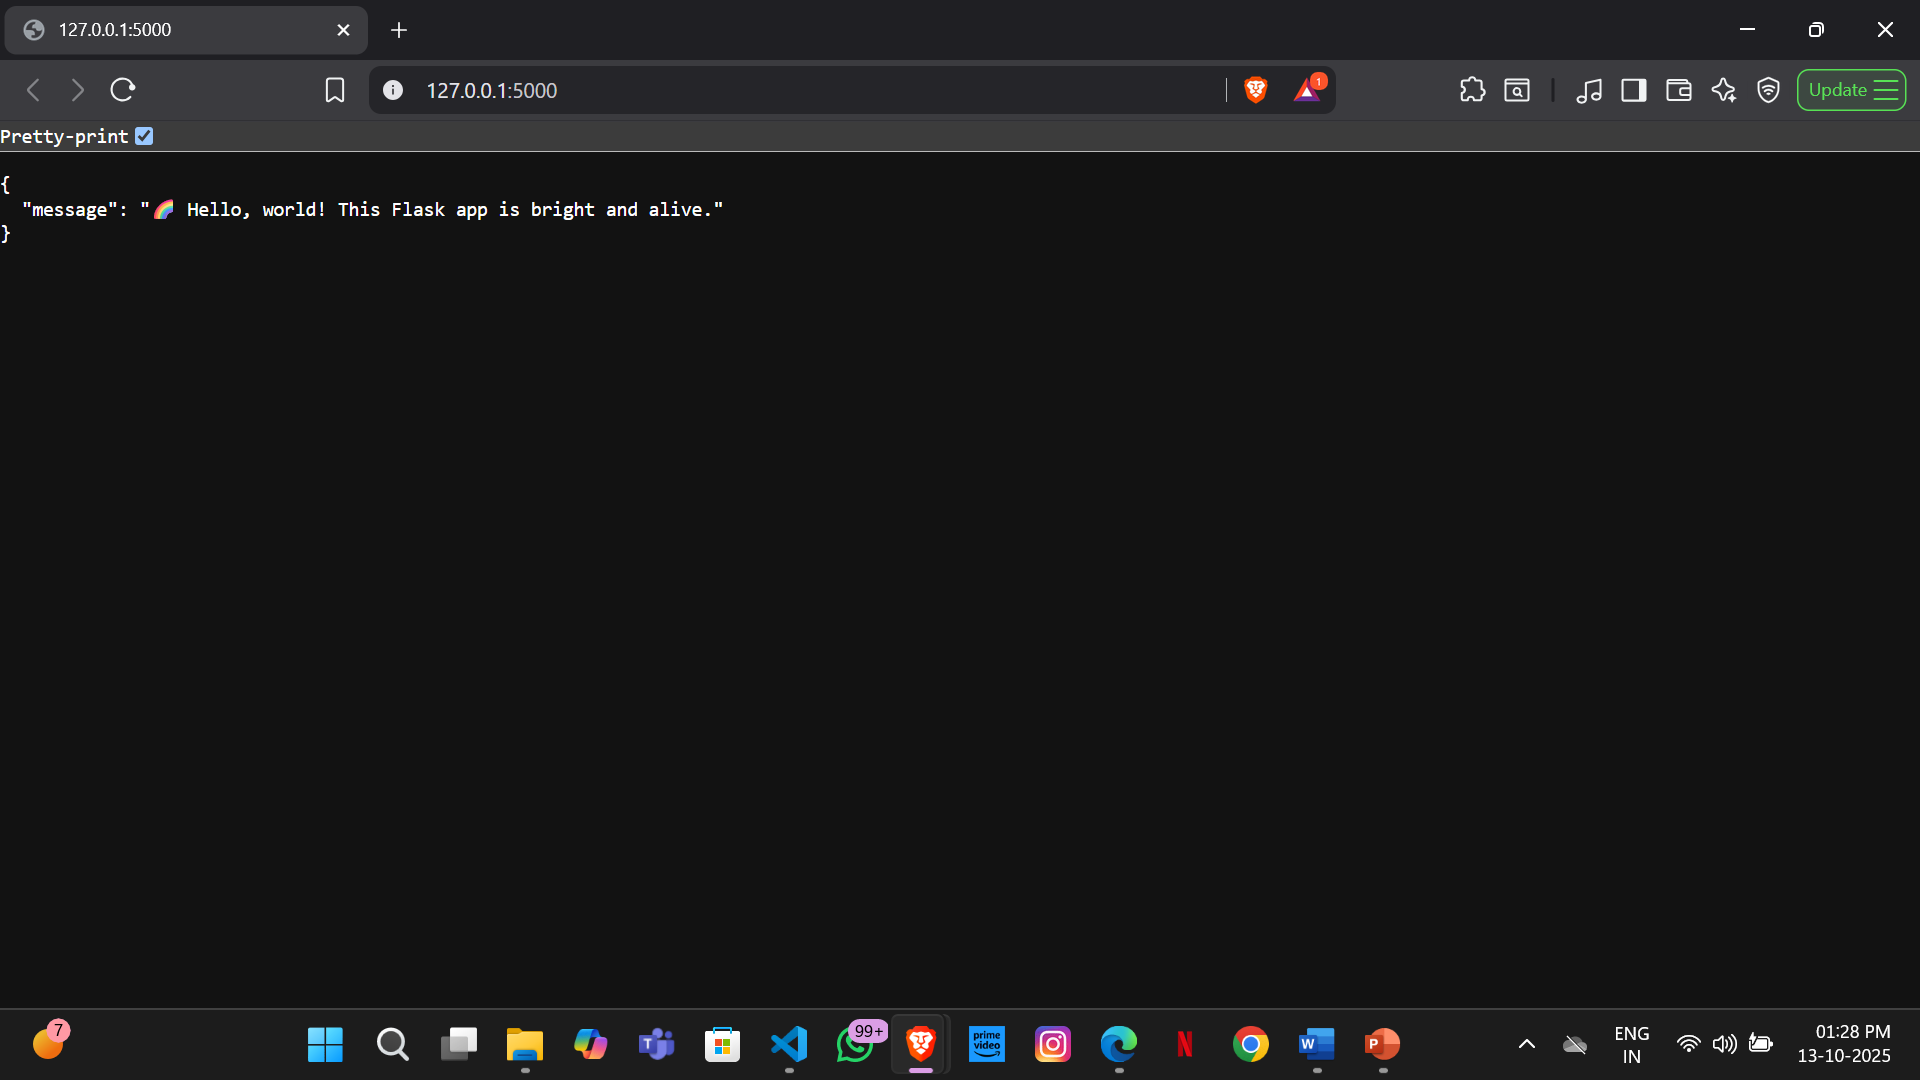 127.0.0.1:5000
127.0.0.1:5000
1
Update
Pretty-print
{
"message": "🌈 Hello, world! This Flask app is bright and alive."
}
7
T
99+
prime video
N
W
P
ENG
IN
01:28 PM
13-10-2025